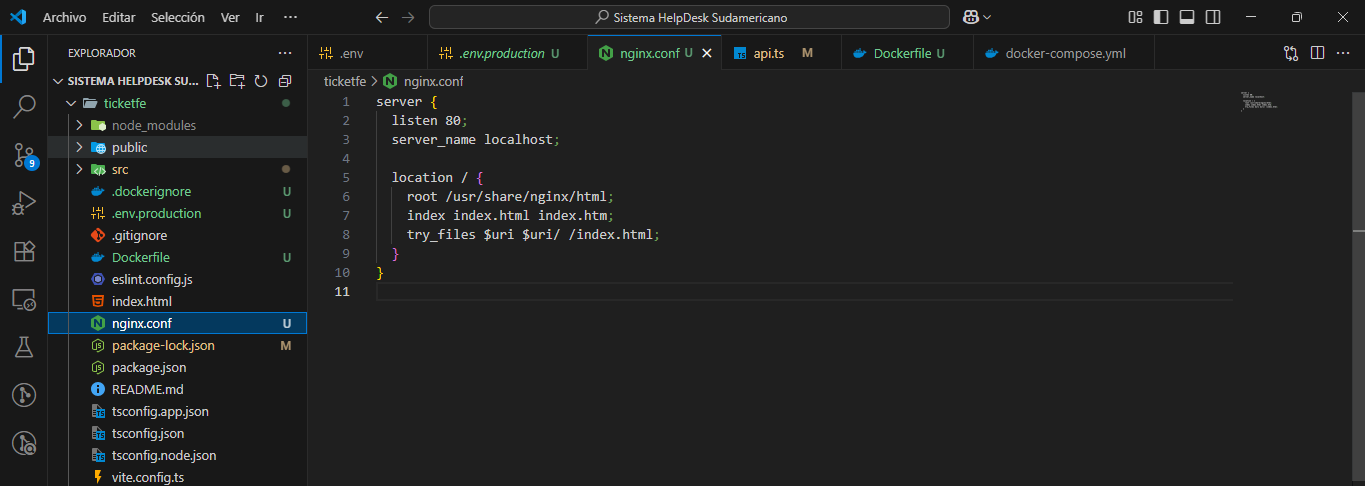 Archivo Editar Selección Ver Ir ···
Sistema HelpDesk Sudamericano
EXPLORADOR ···
.env
.env.production U
nginx.conf U
api.ts M
Dockerfile U
docker-compose.yml
SISTEMA HELPDESK SU...
ticketfe > nginx.conf
ticketfe
node_modules
public
src
.dockerignore U
.env.production U
.gitignore
Dockerfile U
eslint.config.js
index.html
nginx.conf U
package-lock.json M
package.json
README.md
tsconfig.app.json
tsconfig.json
tsconfig.node.json
vite.config.ts
9
1 server {
2 listen 80;
3 server_name localhost;
4
5 location / {
6 root /usr/share/nginx/html;
7 index index.html index.htm;
8 try_files $uri $uri/ /index.html;
9 }
10 }
11